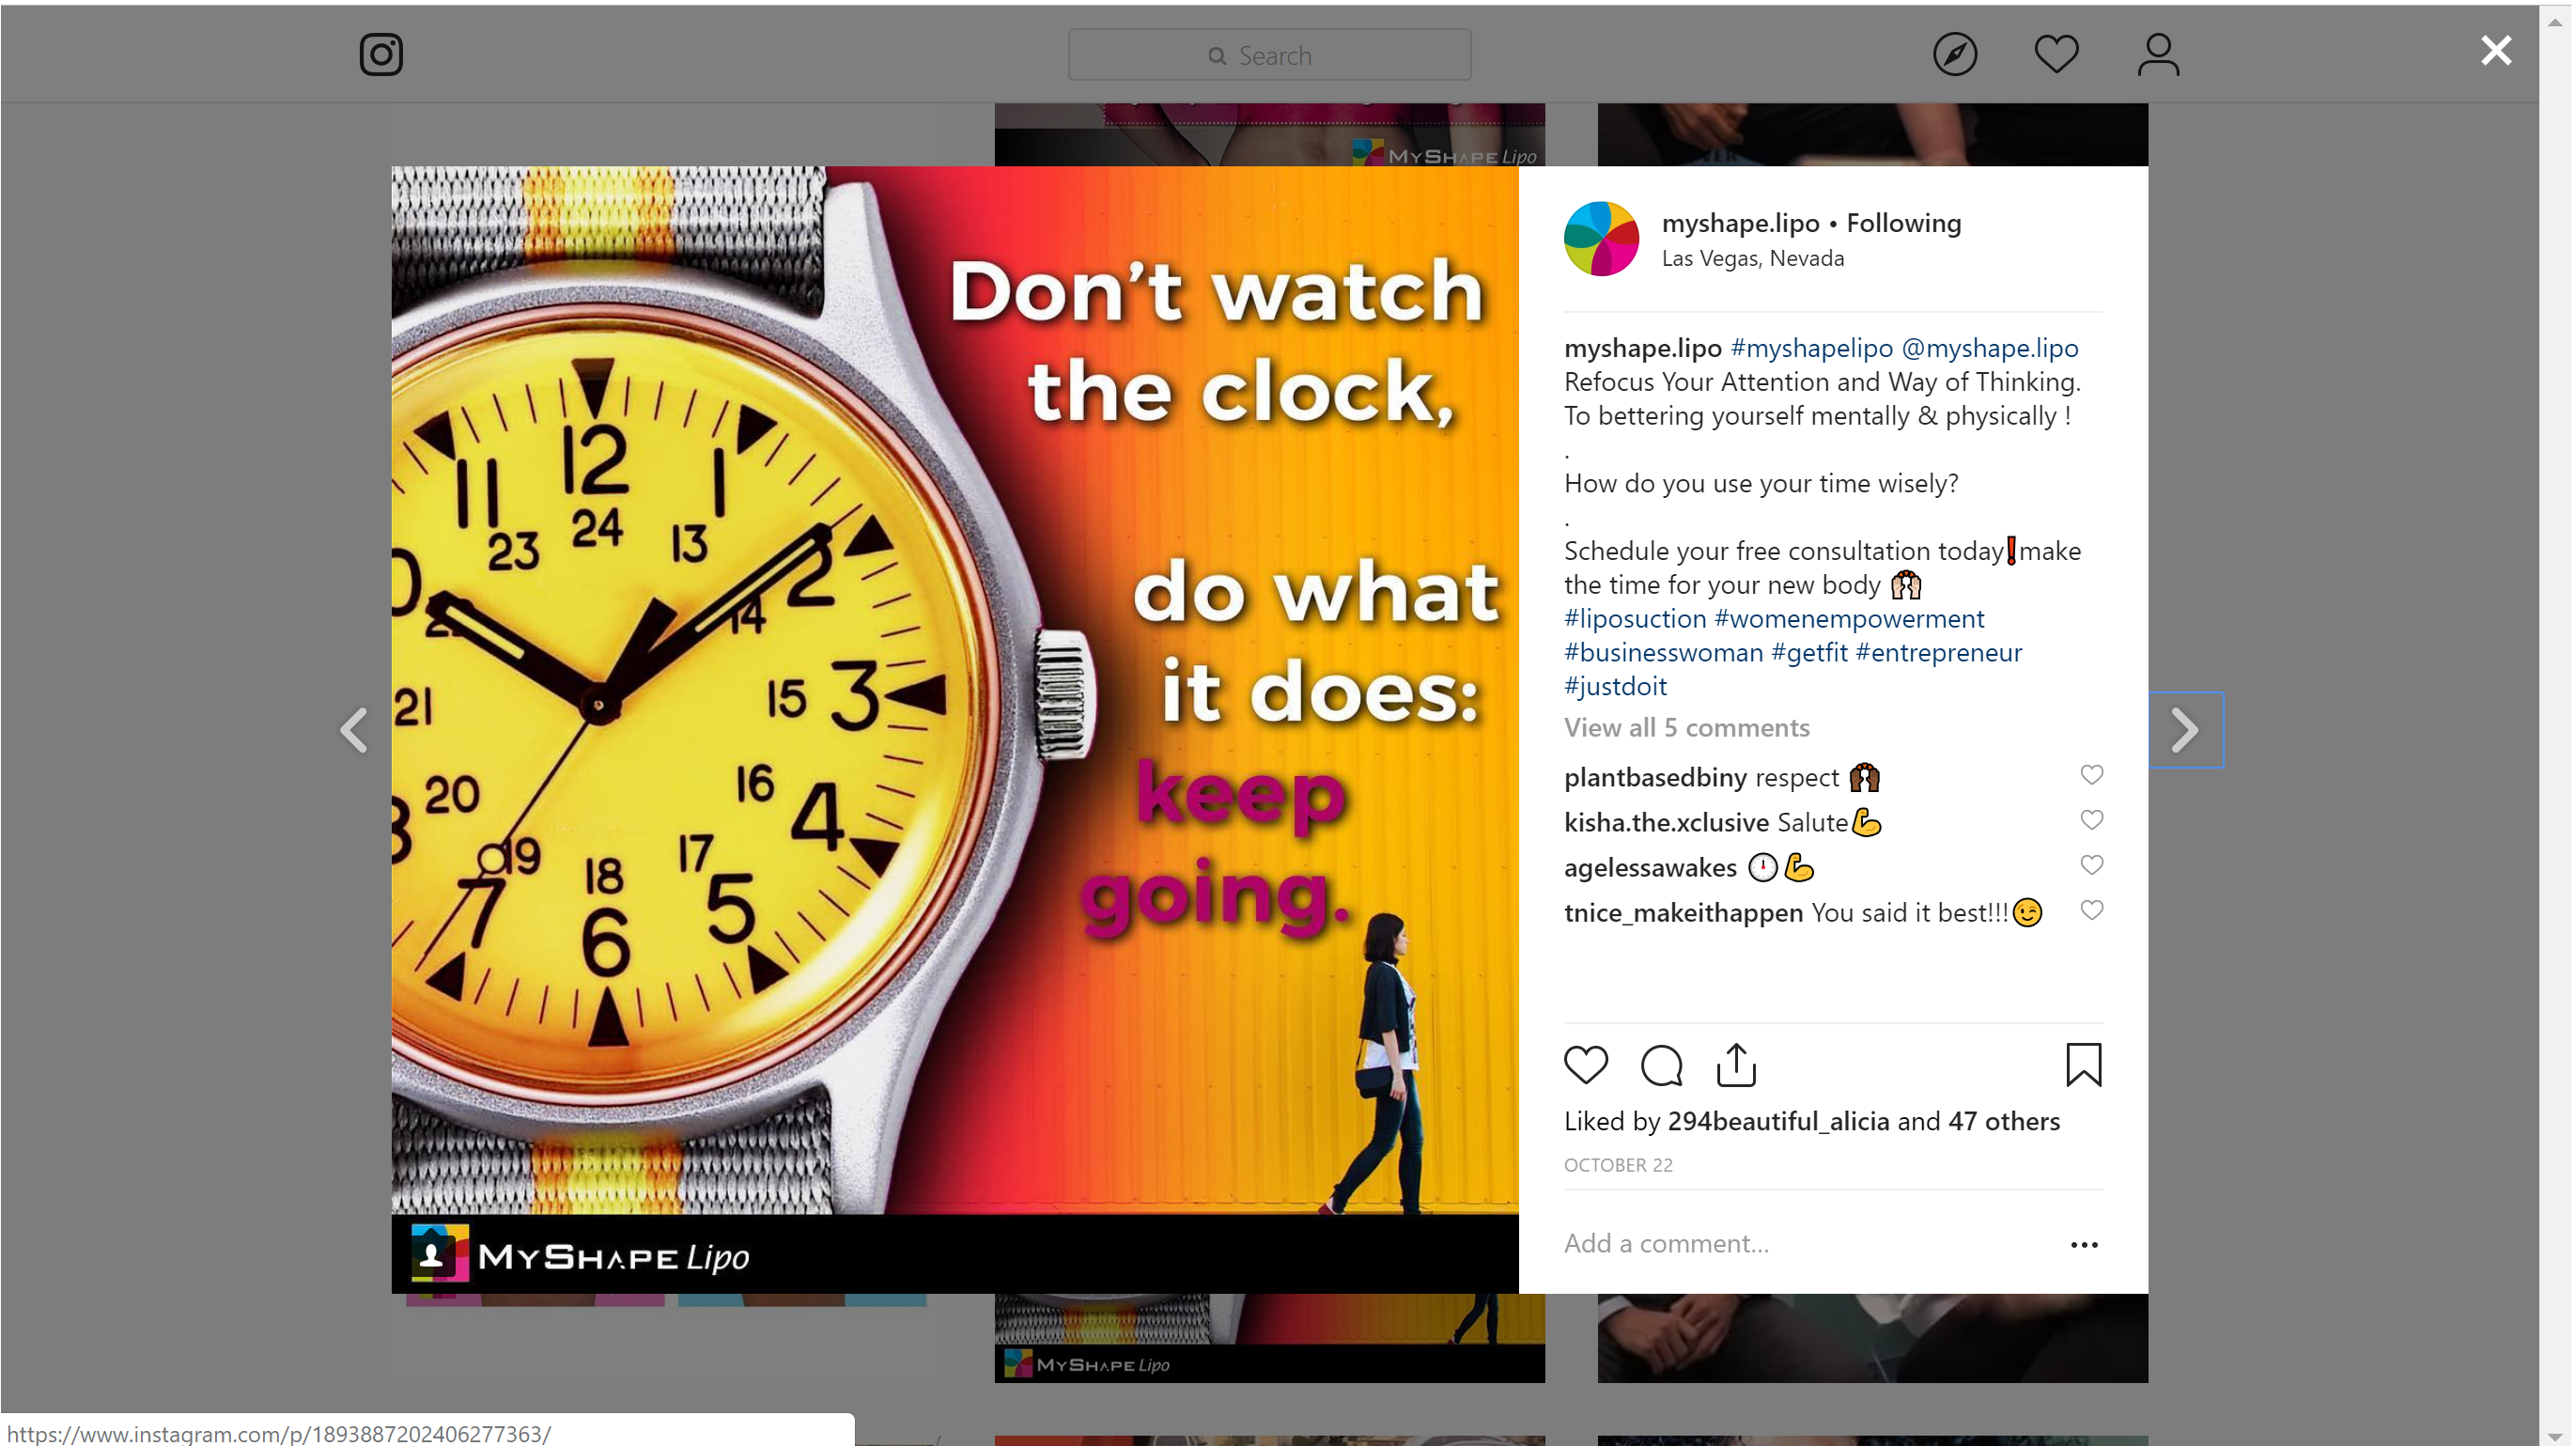 Search
MYSHAPE Lipo
Don't watch
the clock,
do what
it does:
keep
going.
12
11
1
24
23
13
2
14
21
15
3
20
16
4
19
17
18
7
5
6
MYSHAPE Lipo
myshape.lipo • Following
Las Vegas, Nevada
myshape.lipo #myshapelipo @myshape.lipo
Refocus Your Attention and Way of Thinking.
To bettering yourself mentally & physically !
.
How do you use your time wisely?
.
Schedule your free consultation today❗make
the time for your new body 🙌🏻
#liposuction #womenempowerment
#businesswoman #getfit #entrepreneur
#justdoit
View all 5 comments
plantbasedbiny respect 🙌🏿
kisha.the.xclusive Salute💪
agelessawakes ⏱💪
tnice_makeithappen You said it best!!!😉
Liked by 294beautiful_alicia and 47 others
OCTOBER 22
Add a comment...
MYSHAPE Lipo
https://www.instagram.com/p/1893887202406277363/